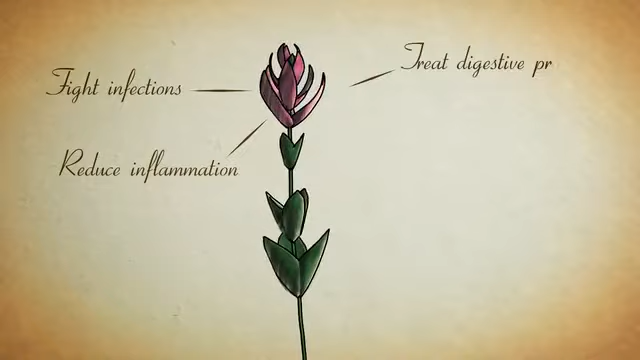 Fight infections
Treat digestive pr
Reduce inflammation